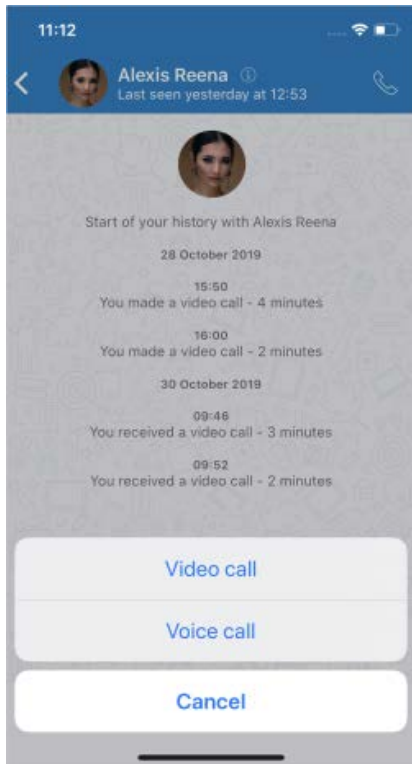 11:12
Alexis Reena
Last seen yesterday at 12:53
Start of your history with Alexis Reena
28 October 2019
15:50
You made a video call - 4 minutes
16:00
You made a video call - 2 minutes
30 October 2019
09:46
You received a video call - 3 minutes
09:52
You received a video call - 2 minutes
Video call
Voice call
Cancel